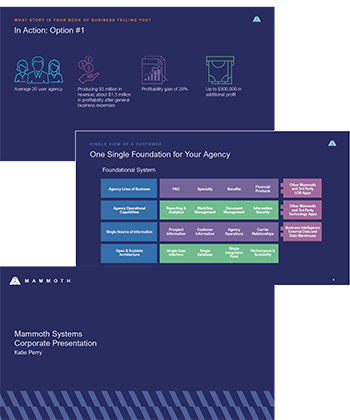 WHAT STORY IS YOUR BOOK OF BUSINESS TELLING YOU?
In Action: Option #1
Average 25 user agency
Producing $5 million in
revenue; about $1.5 million
in profitability after general
business expenses
Profitability gain of 20%
Up to $300,000 in
additional profit
SINGLE VIEW OF A CUSTOMER
One Single Foundation for Your Agency
Foundational System
Agency Lines of Business
P&C
Specialty
Benefits
Financial
Products
Other Mammoth
and 3rd Party
LOB Apps
Agency Operational
Capabilities
Reporting &
Analytics
Workflow
Management
Document
Management
Information
Security
Other Mammoth
and 3rd Party
Technology Apps
Single Source of Information
Prospect
Information
Customer
Information
Agency
Operations
Carrier
Relationships
Business Intelligence
External Data and
Data Warehouse
Open & Scalable
Architecture
Single User
Interface
Single
Database
Single
Integration
Point
Performance &
Scalability
MAMMOTH
Mammoth Systems
Corporate Presentation
Katie Perry